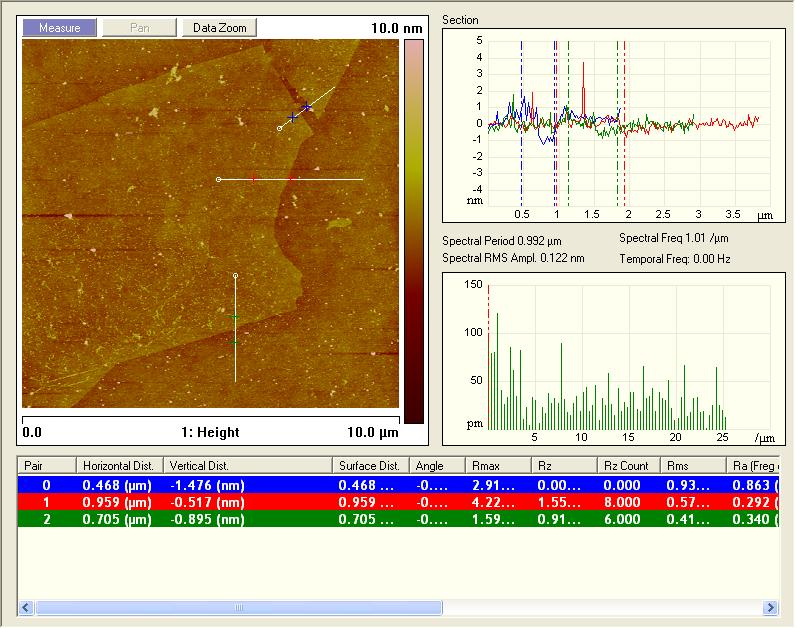 Measure Pan Data Zoom 10.0 nm
0.0 1: Height 10.0 µm
Section
5
4
3
2
1
0
-1
-2
-3
-4
nm
0.5 1 1.5 2 2.5 3 3.5 µm
Spectral Period 0.992 µm Spectral Freq 1.01 /µm
Spectral RMS Ampl. 0.122 nm Temporal Freq: 0.00 Hz
150
100
50
pm
5 10 15 20 25 /µm
Pair Horizontal Dist. Vertical Dist. Surface Dist. Angle Rmax Rz Rz Count Rms Ra (Freq
0 0.468 (µm) -1.476 (nm) 0.468 ... -0.... 2.91... 0.00... 0.000 0.93... 0.863 (
1 0.959 (µm) -0.517 (nm) 0.959 ... -0.... 4.22... 1.55... 8.000 0.57... 0.292 (
2 0.705 (µm) -0.895 (nm) 0.705 ... -0.... 1.59... 0.91... 6.000 0.41... 0.340 (